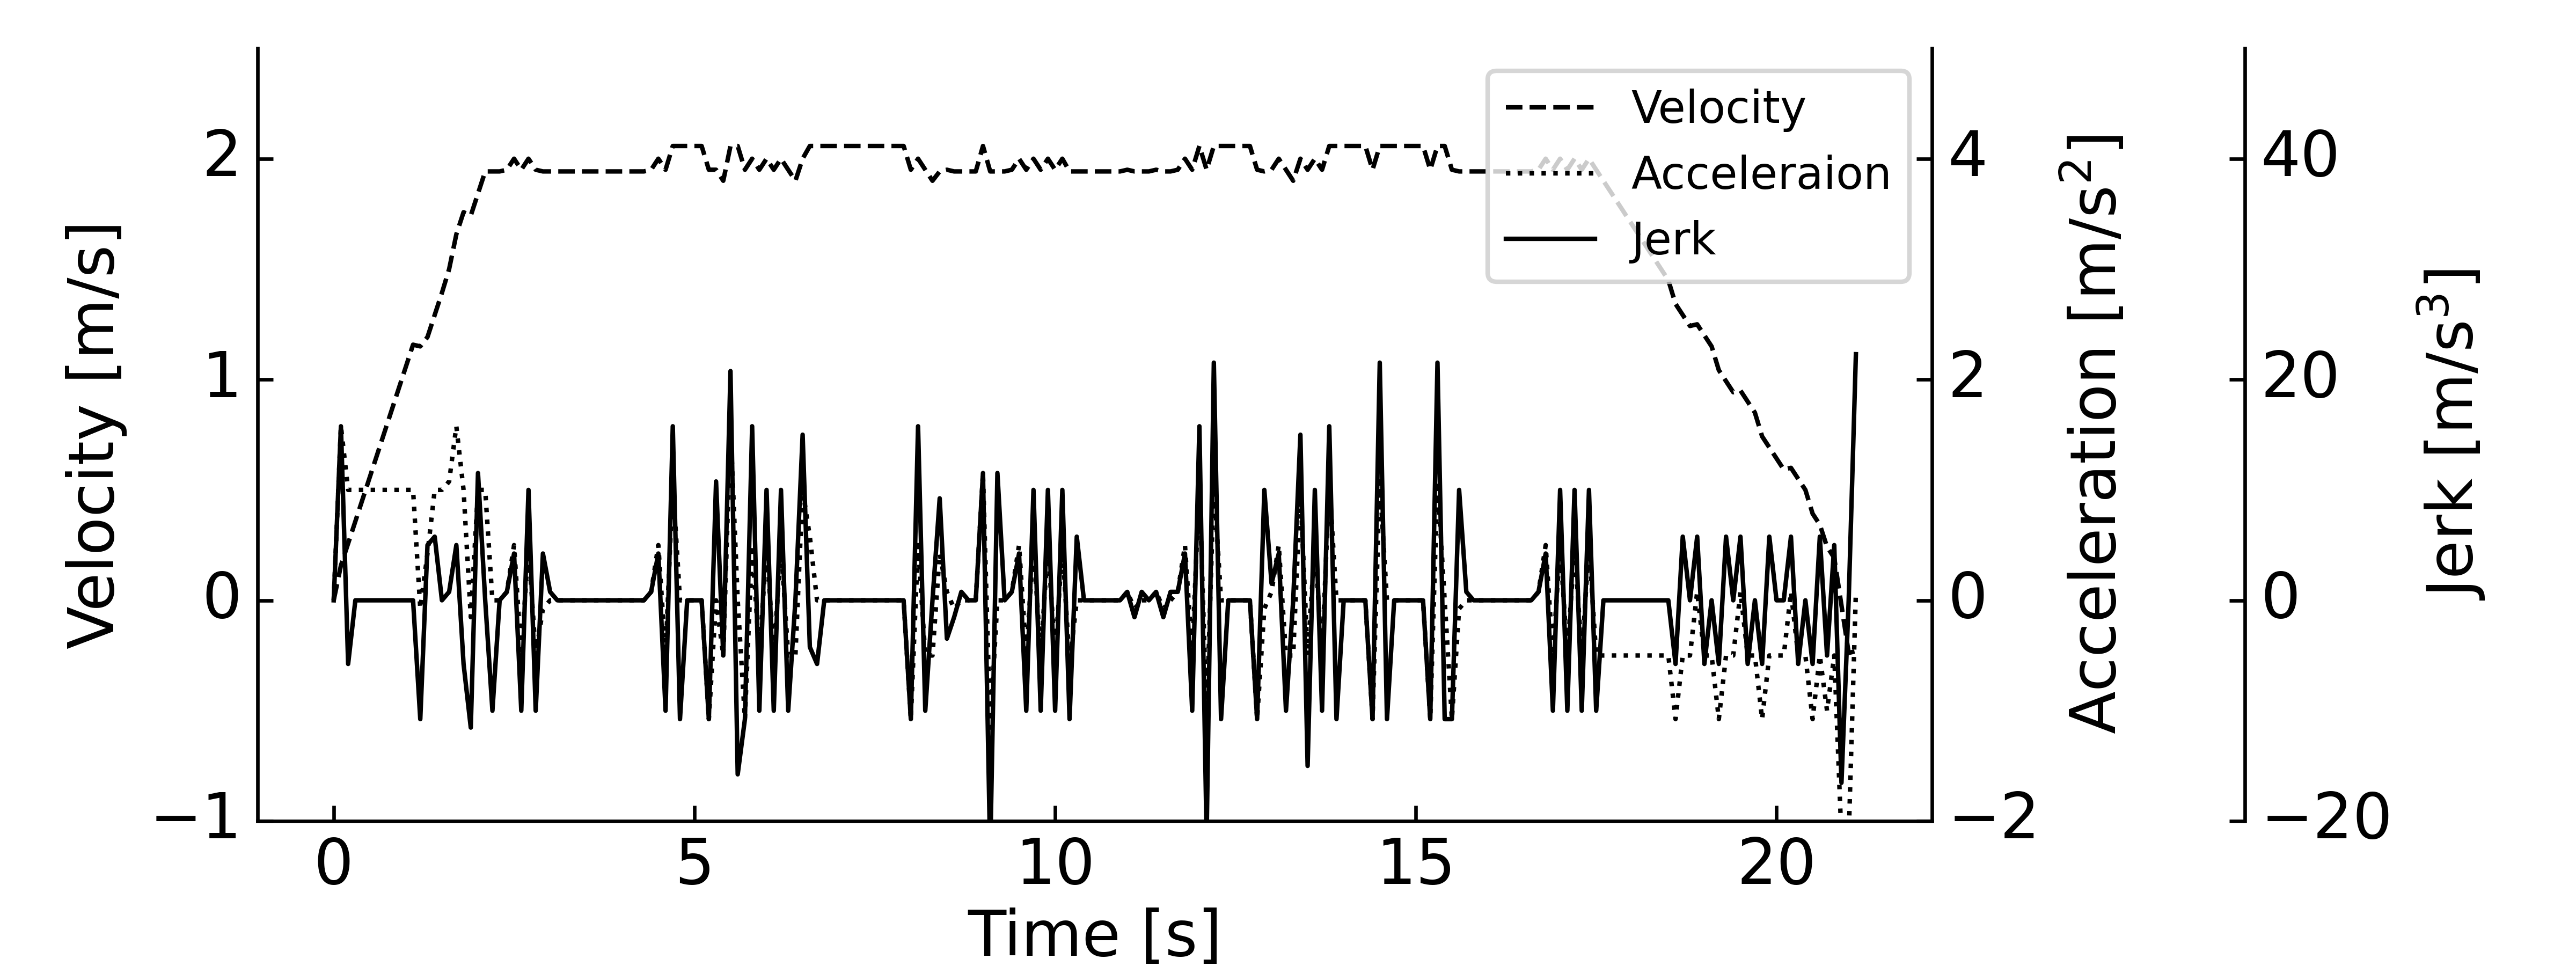 Velocity [m/s]
2
1
0
−1
0 5 10 15 20
Time [s]
Velocity
Acceleraion
Jerk
4
2
0
−2
Acceleration [m/s²]
40
20
0
−20
Jerk [m/s³]